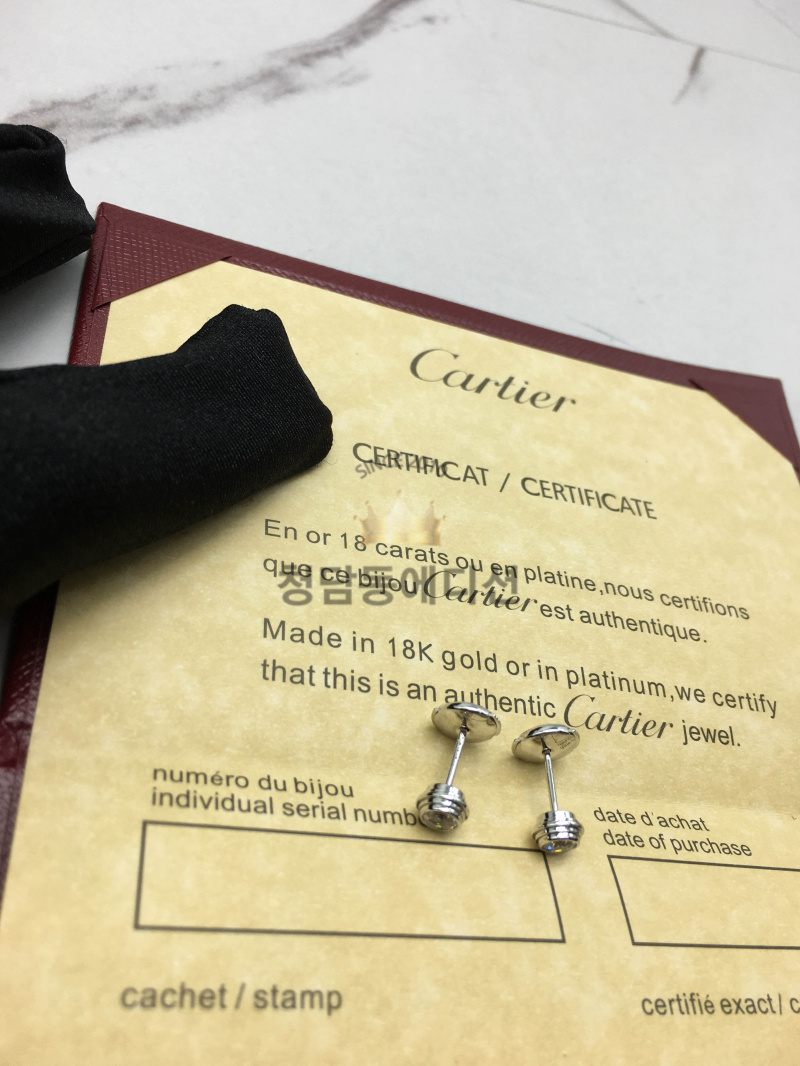 Cartier
CERTIFICAT / CERTIFICATE
SINCE
En or 18 carats ou en platine,nous certifions
que ce bijou Cartier est authentique.
청담동에디션
Made in 18K gold or in platinum,we certify
that this is an authentic Cartier jewel.
numéro du bijou
individual serial numb
date d'achat
date of purchase
cachet / stamp
certifié exact / c